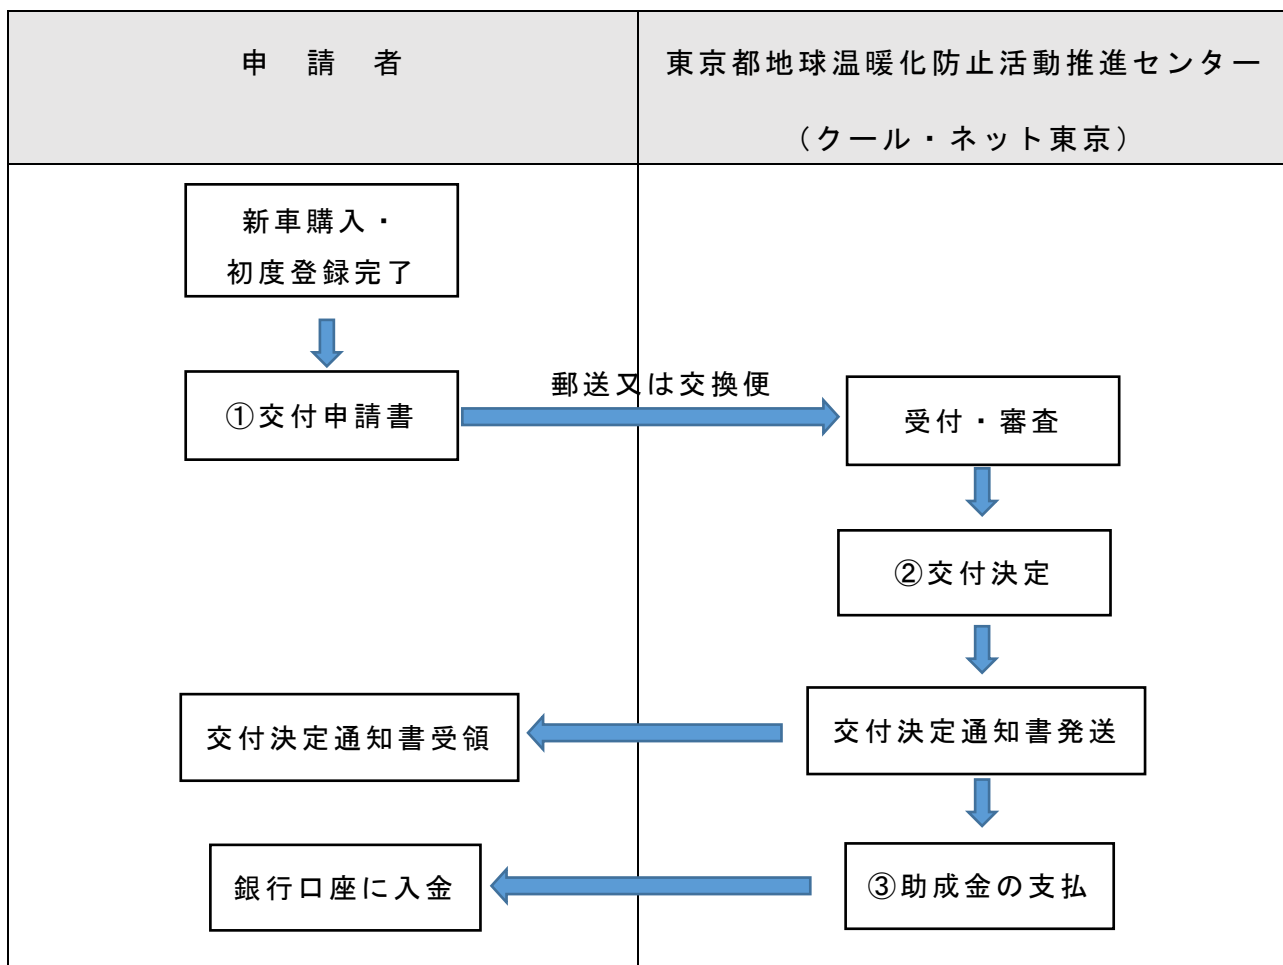 申 請 者
東京都地球温暖化防止活動推進センター
（クール・ネット東京）
新車購入・
初度登録完了
①交付申請書
郵送又は交換便
受付・審査
②交付決定
交付決定通知書発送
交付決定通知書受領
③助成金の支払
銀行口座に入金